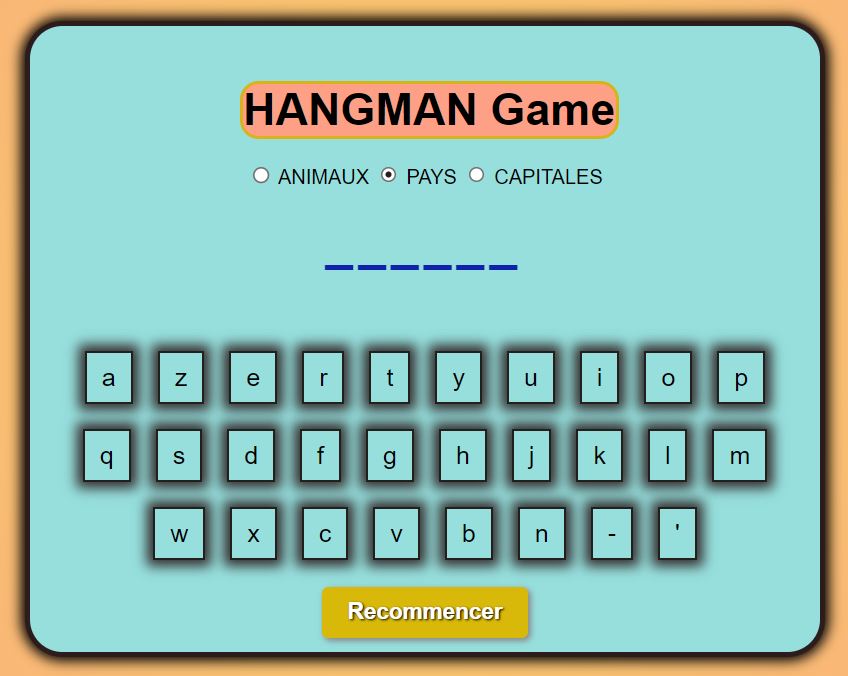 HANGMAN Game
ANIMAUX PAYS CAPITALES
_ _ _ _ _ _
a z e r t y u i o p
q s d f g h j k l m
w x c v b n - '
Recommencer